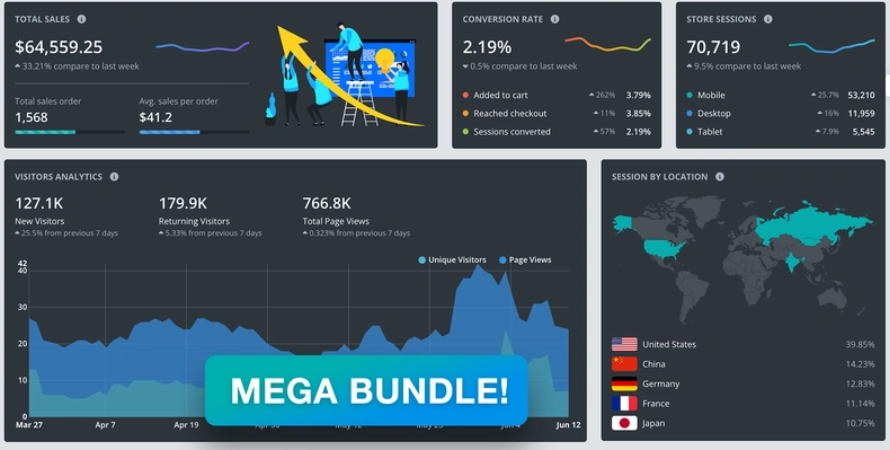 TOTAL SALES
$64,559.25
33.21% compare to last week
Total sales order
1,568
Avg. sales per order
$41.2
CONVERSION RATE
2.19%
0.5% compare to last week
Added to cart 262% 3.79%
Reached checkout 11% 3.85%
Sessions converted 57% 2.19%
STORE SESSIONS
70,719
9.5% compare to last week
Mobile 25.7% 53,210
Desktop 16% 11,959
Tablet 7.9% 5,545
VISITORS ANALYTICS
127.1K
New Visitors
25.5% from previous 7 days
179.9K
Returning Visitors
5.33% from previous 7 days
766.8K
Total Page Views
0.323% from previous 7 days
Unique Visitors Page Views
42
40
30
20
10
0
Mar 27 Apr 7 Apr 19 Jun 12
MEGA BUNDLE!
SESSION BY LOCATION
United States 39.85%
China 14.23%
Germany 12.83%
France 11.14%
Japan 10.75%